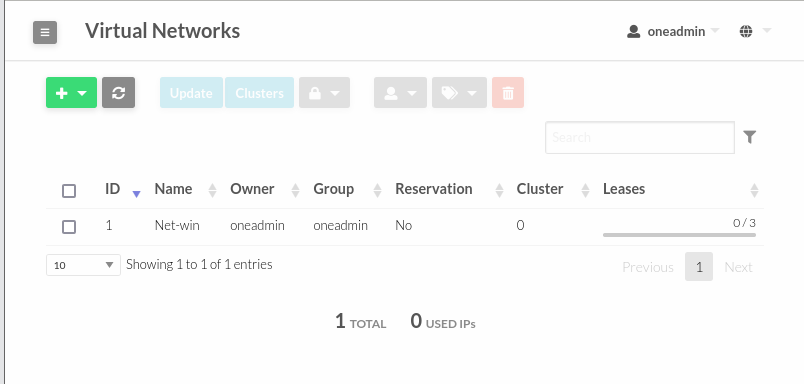 Virtual Networks
oneadmin
Update Clusters
Search
ID Name Owner Group Reservation Cluster Leases
1 Net-win oneadmin oneadmin No 0 0 / 3
10 Showing 1 to 1 of 1 entries Previous 1 Next
1 TOTAL 0 USED IPs